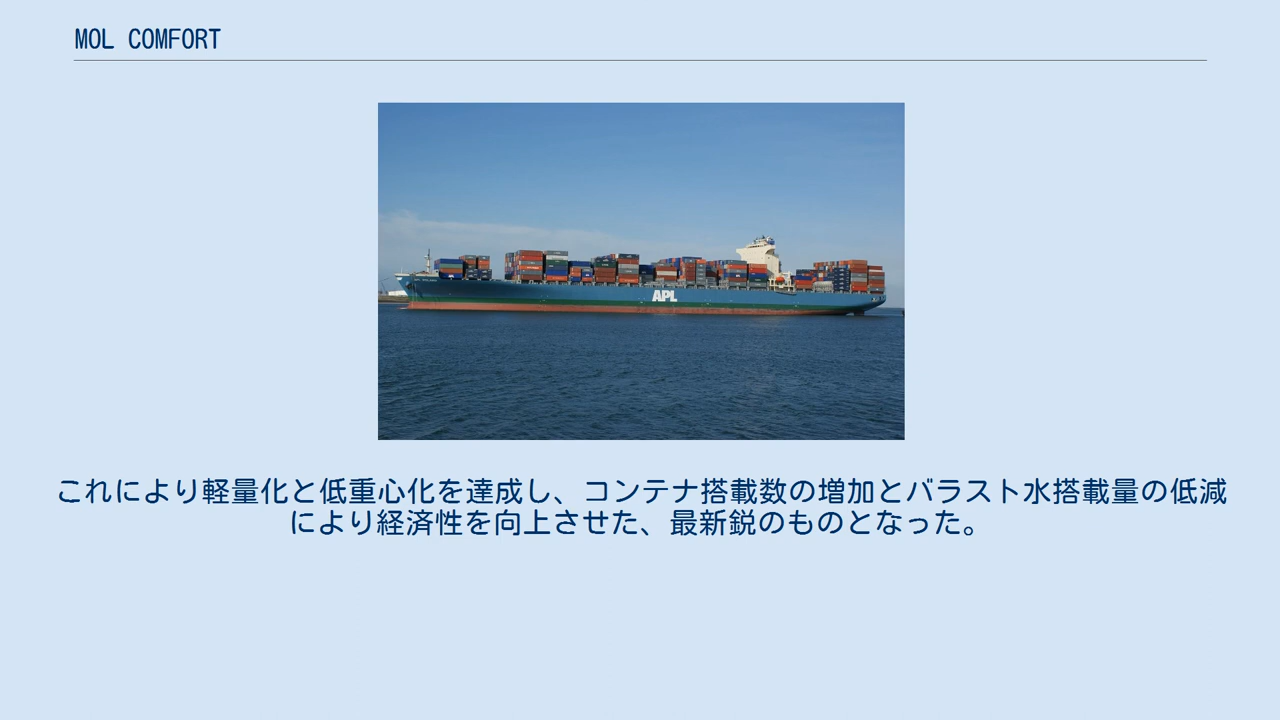 MOL COMFORT
APL
これにより軽量化と低重心化を達成し、コンテナ搭載数の増加とバラスト水搭載量の低減
により経済性を向上させた、最新鋭のものとなった。